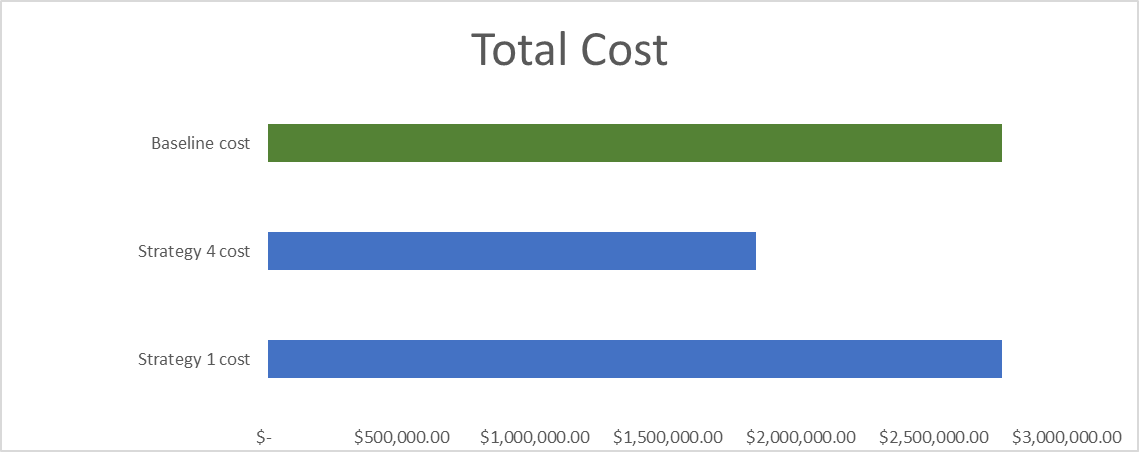 Total Cost
Baseline cost
Strategy 4 cost
Strategy 1 cost
$- $500,000.00 $1,000,000.00 $1,500,000.00 $2,000,000.00 $2,500,000.00 $3,000,000.00